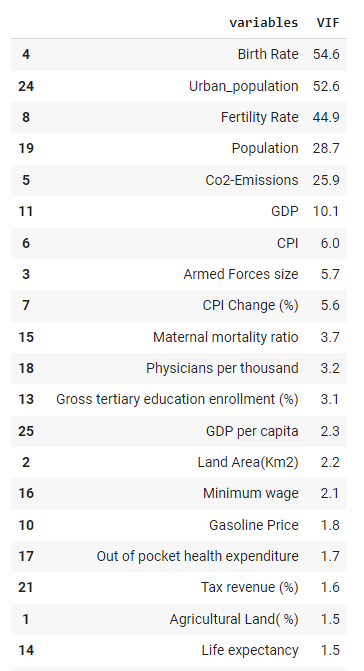 variables VIF
4 Birth Rate 54.6
24 Urban_population 52.6
8 Fertility Rate 44.9
19 Population 28.7
5 Co2-Emissions 25.9
11 GDP 10.1
6 CPI 6.0
3 Armed Forces size 5.7
7 CPI Change (%) 5.6
15 Maternal mortality ratio 3.7
18 Physicians per thousand 3.2
13 Gross tertiary education enrollment (%) 3.1
25 GDP per capita 2.3
2 Land Area(Km2) 2.2
16 Minimum wage 2.1
10 Gasoline Price 1.8
17 Out of pocket health expenditure 1.7
21 Tax revenue (%) 1.6
1 Agricultural Land( %) 1.5
14 Life expectancy 1.5